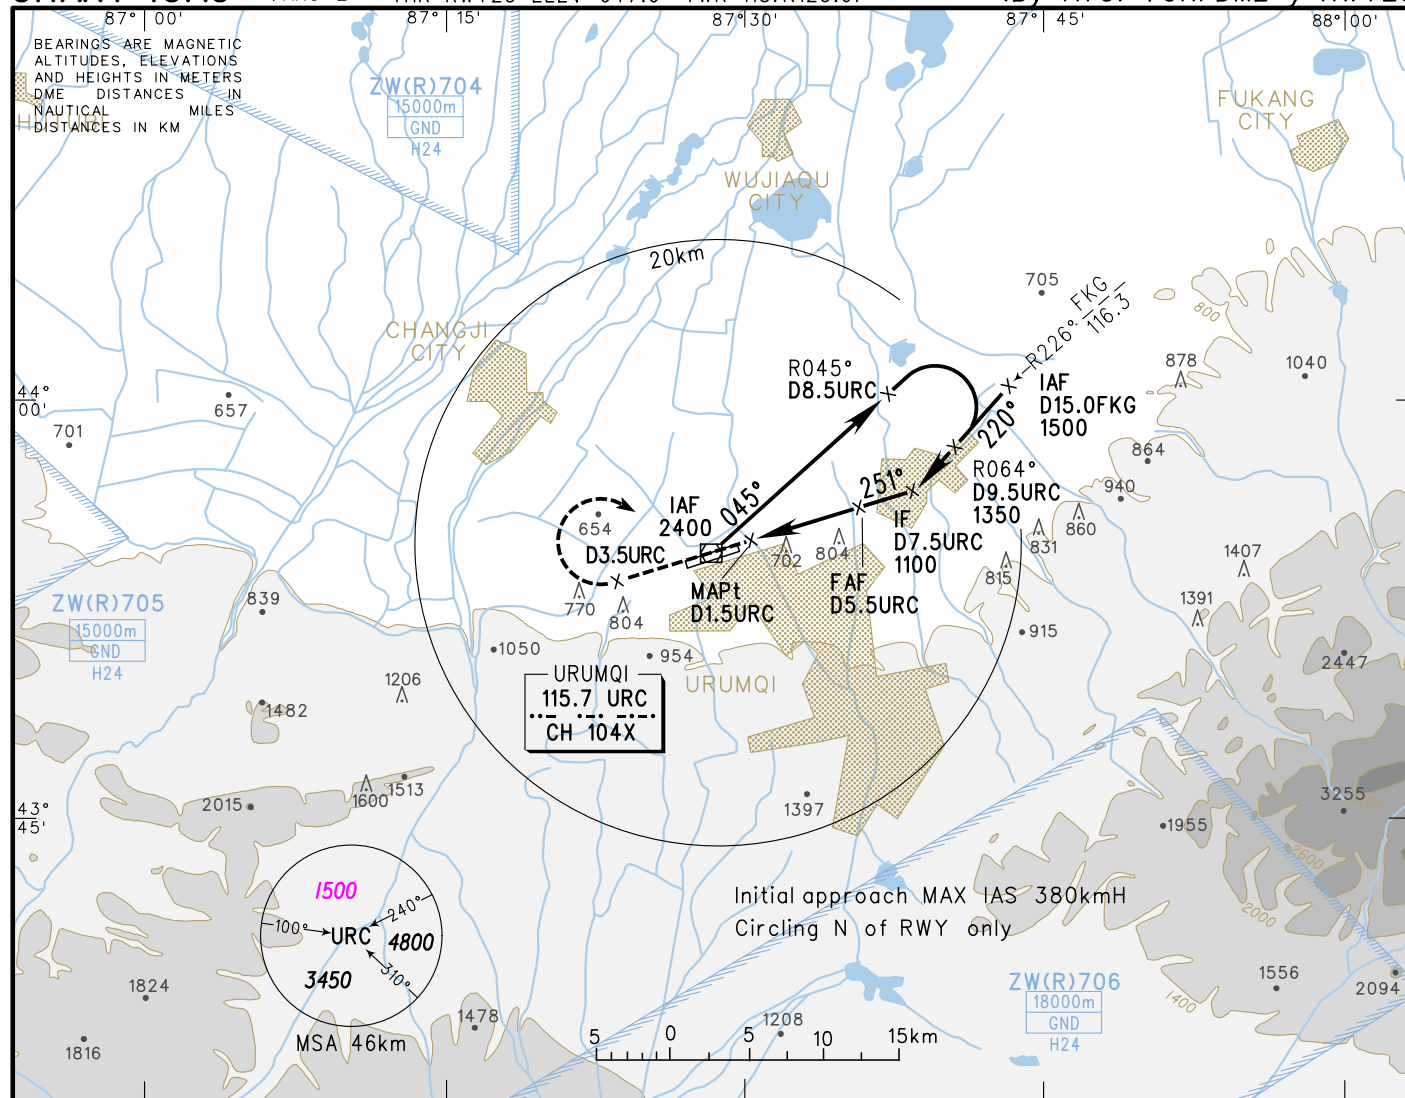 87°00'
87°15'
87°30'
87°45'
88°00'
BEARINGS ARE MAGNETIC
ALTITUDES, ELEVATIONS
AND HEIGHTS IN METERS
DME DISTANCES IN
NAUTICAL MILES
DISTANCES IN KM
ZW(R)704
15000m
GND
H24
FUKANG
CITY
WUJIAQU
CITY
20km
705
R226° FKG
116.3
800
CHANGJI
CITY
878
1040
R045°
D8.5URC
IAF
D15.0FKG
1500
220°
44°
00'
657
701
864
R064°
D9.5URC
1350
940
251°
045°
IAF
2400
654
860
831
IF
D7.5URC
1100
804
702
D3.5URC
815
1407
MAPt
D1.5URC
FAF
D5.5URC
770
804
1391
ZW(R)705
15000m
GND
H24
839
915
1050
954
2447
URUMQI
URUMQI
115.7 URC
CH 104X
1206
1482
1513
1600
2015
1397
3255
43°
45'
1955
2600
1500
240°
100°
URC
4800
310°
3450
MSA 46km
Initial approach MAX IAS 380kmH
Circling N of RWY only
2000
1400
ZW(R)706
18000m
GND
H24
1556
2094
1824
1816
1478
1208
5 0 5 10 15km